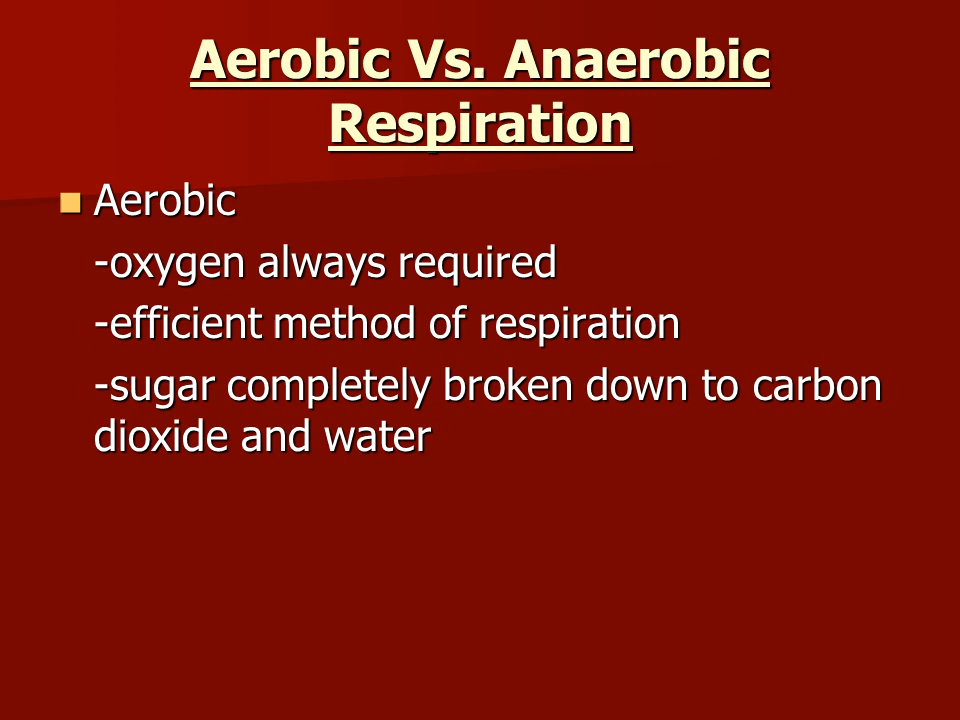 Aerobic Vs. Anaerobic
Respiration
Aerobic
-oxygen always required
-efficient method of respiration
-sugar completely broken down to carbon
dioxide and water